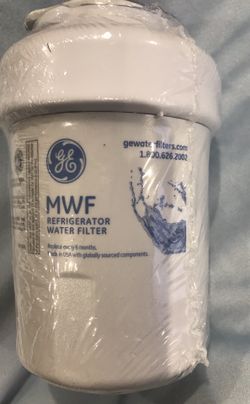 gewaterfilters.com
1.800.626.2002
GE
MWF
REFRIGERATOR
WATER FILTER
Replace every 6 months.
Made in USA with globally sourced components.